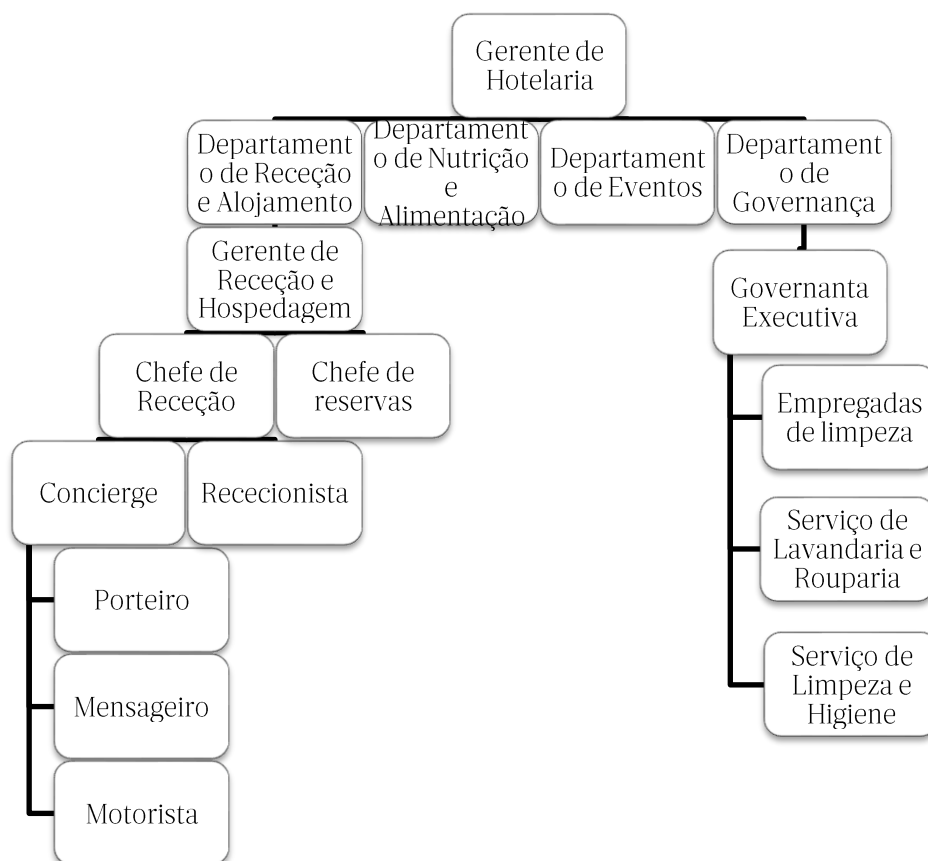 Gerente de
Hotelaria
Departament
o de Receção
e Alojamento
Departament
o de Nutrição
e
Alimentação
Departament
o de Eventos
Departament
o de
Governança
Gerente de
Receção e
Hospedagem
Governanta
Executiva
Chefe de
Receção
Chefe de
reservas
Empregadas
de limpeza
Concierge
Rececionista
Serviço de
Lavandaria e
Rouparia
Porteiro
Serviço de
Limpeza e
Higiene
Mensageiro
Motorista